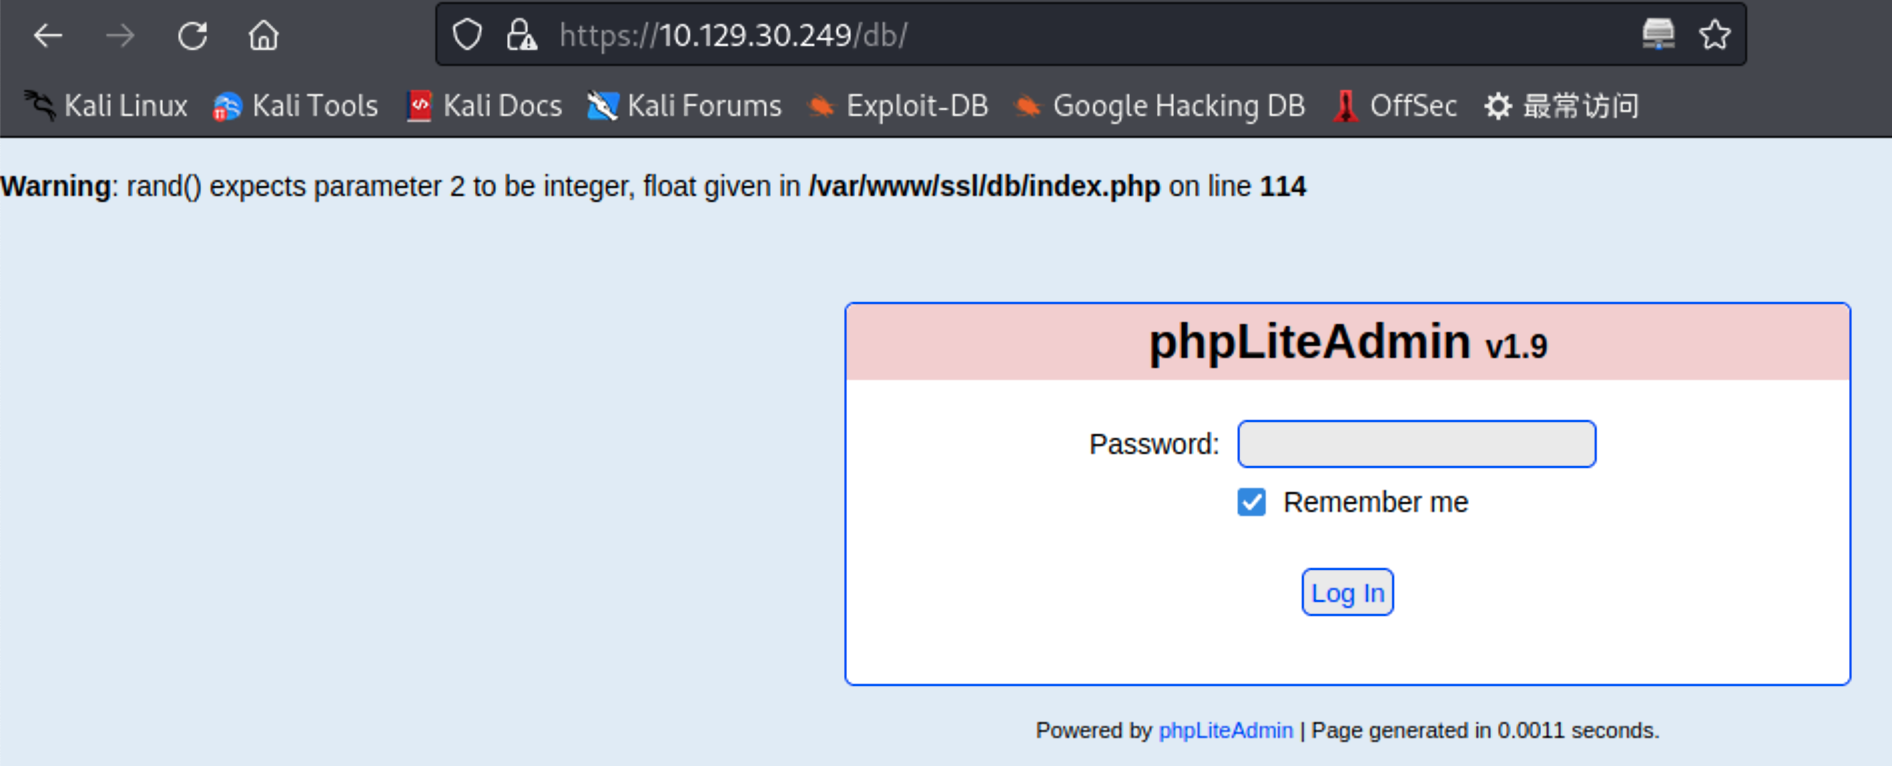 https://10.129.30.249/db/
Kali Linux Kali Tools Kali Docs Kali Forums Exploit-DB Google Hacking DB OffSec 最常访问
Warning: rand() expects parameter 2 to be integer, float given in /var/www/ssl/db/index.php on line 114
phpLiteAdmin v1.9
Password:
Remember me
Log In
Powered by phpLiteAdmin | Page generated in 0.0011 seconds.